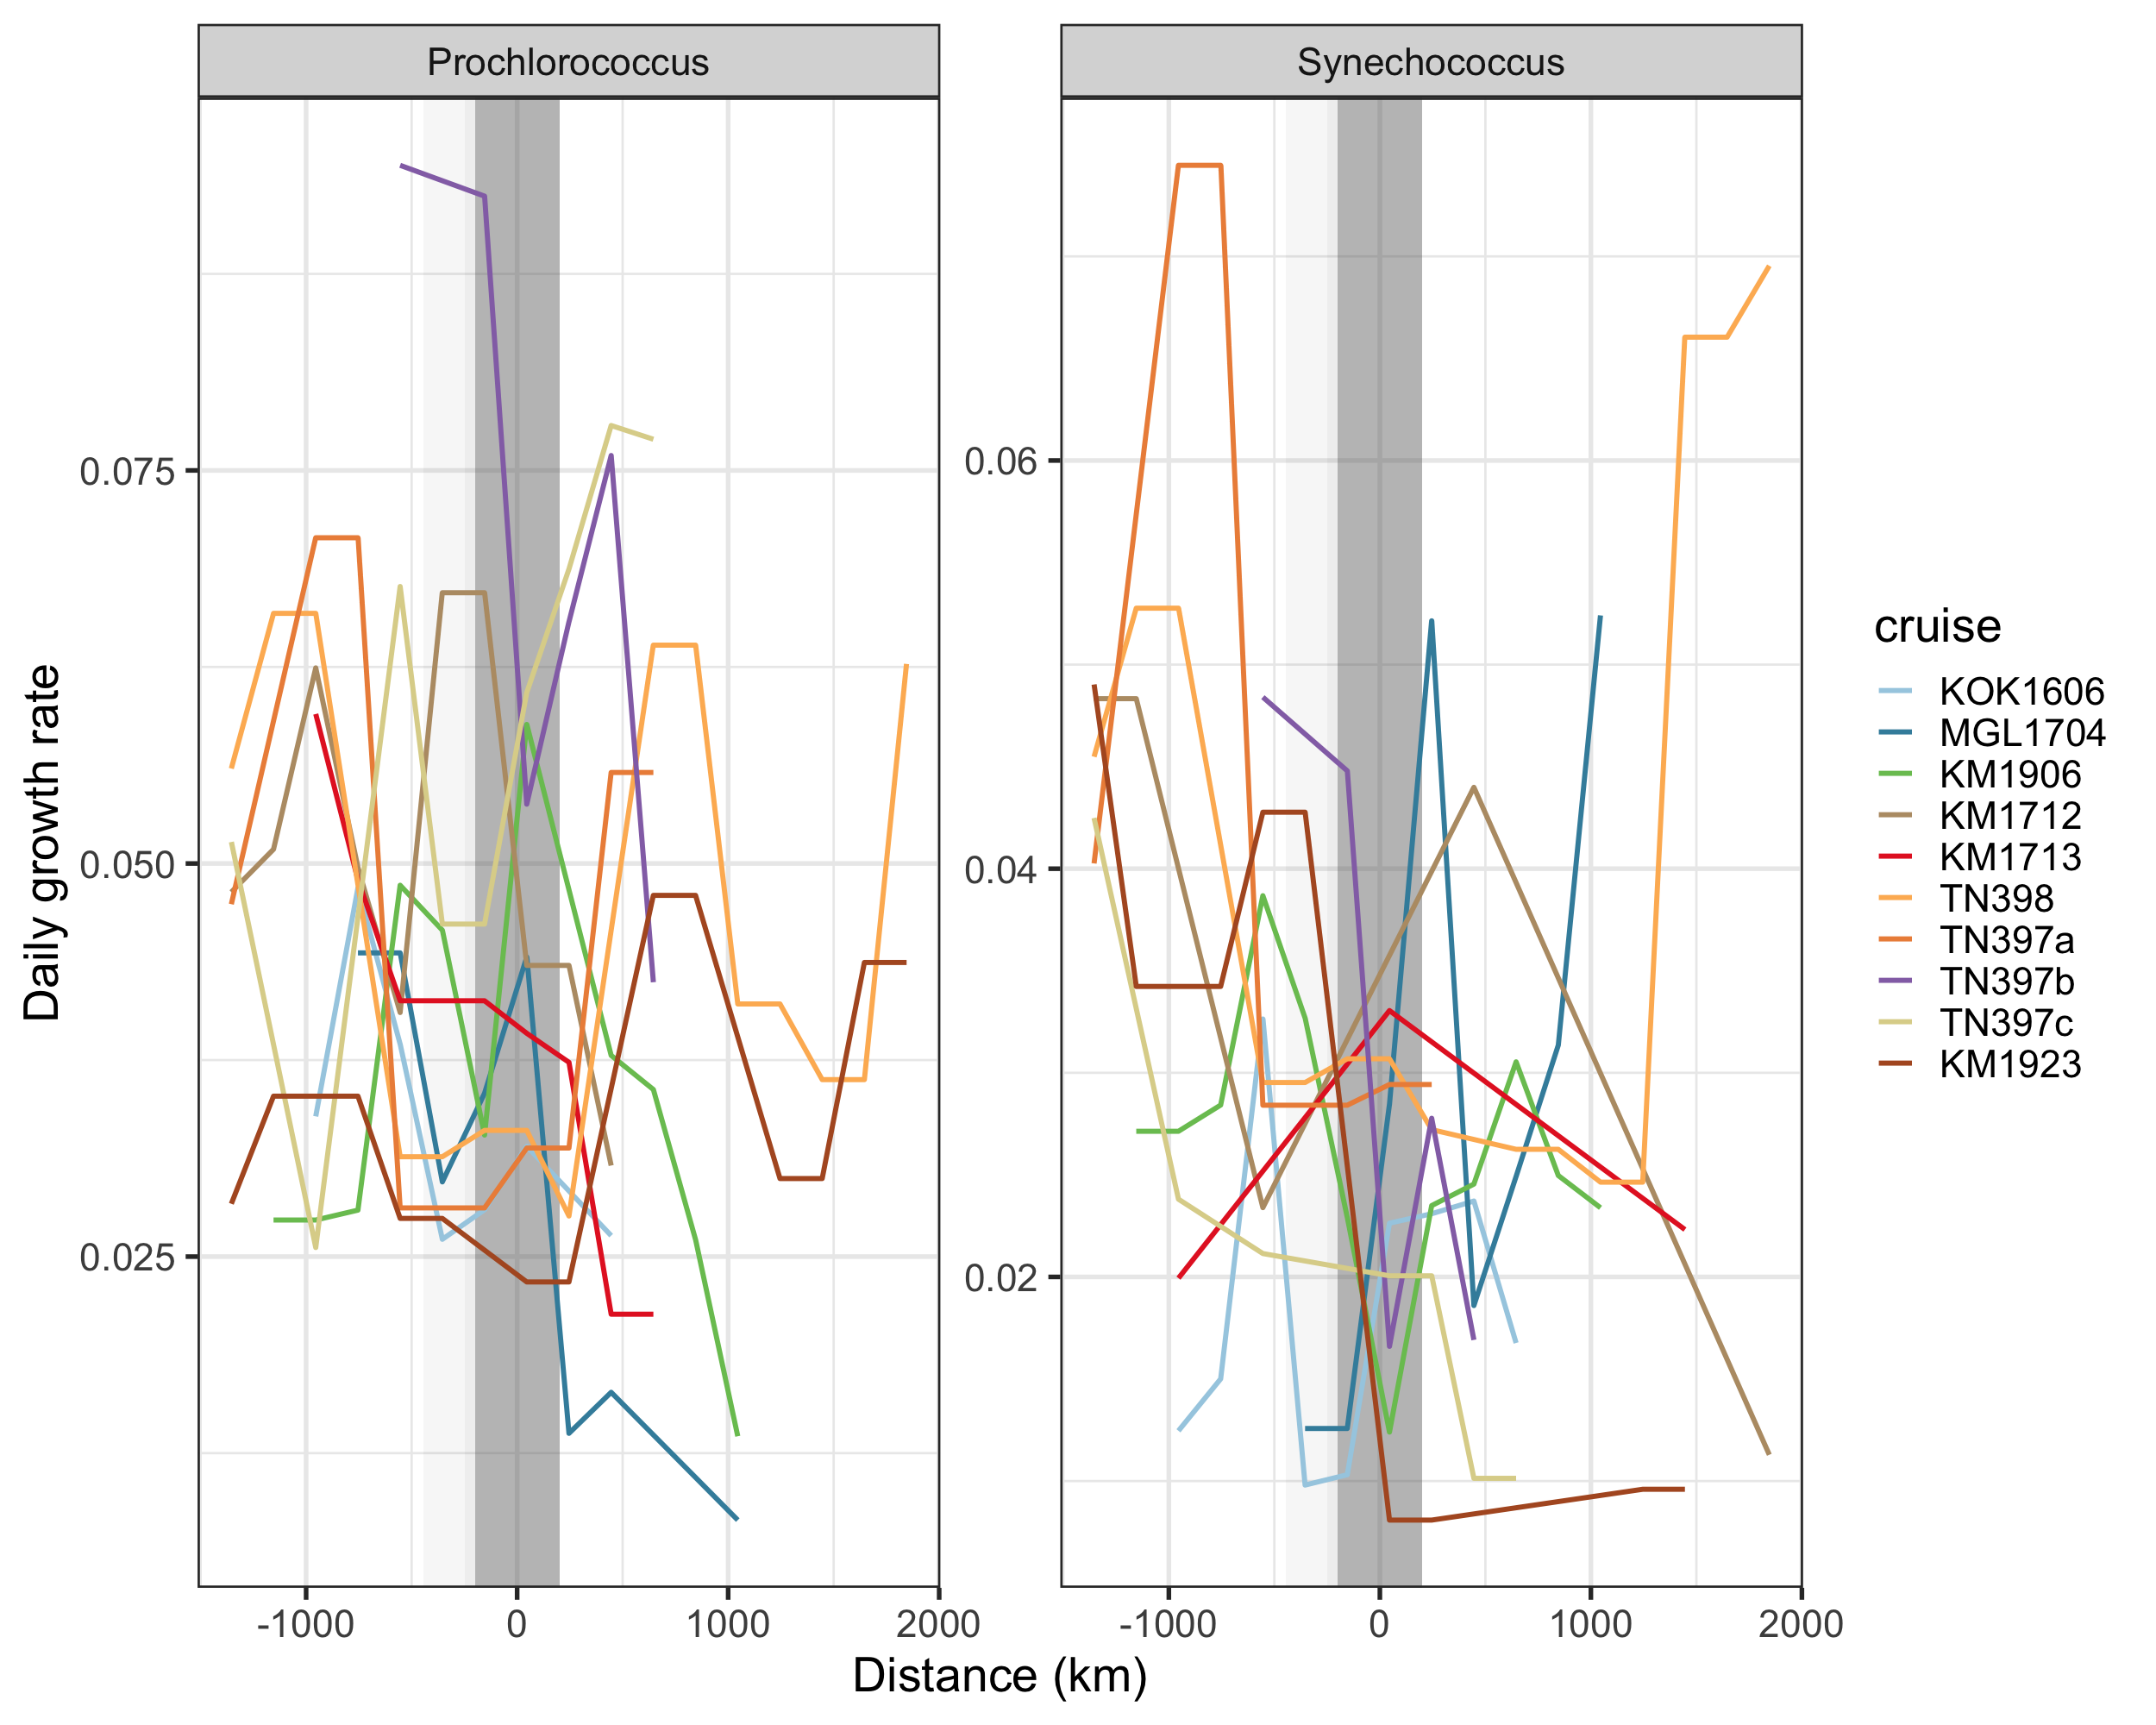 Prochlorococcus
Synechococcus
Daily growth rate
0.075
0.050
0.025
0.06
0.04
0.02
-1000 0 1000 2000
-1000 0 1000 2000
Distance (km)
cruise
KOK1606
MGL1704
KM1906
KM1712
KM1713
TN398
TN397a
TN397b
TN397c
KM1923